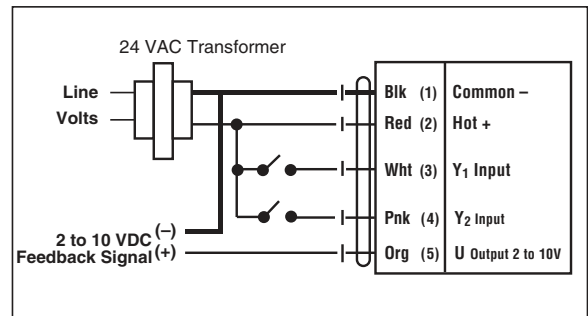 24 VAC Transformer
Line
Volts
Blk (1) Common –
Red (2) Hot +
Wht (3) Y1 Input
Pnk (4) Y2 Input
Org (5) U Output 2 to 10V
2 to 10 VDC (–)
Feedback Signal (+)